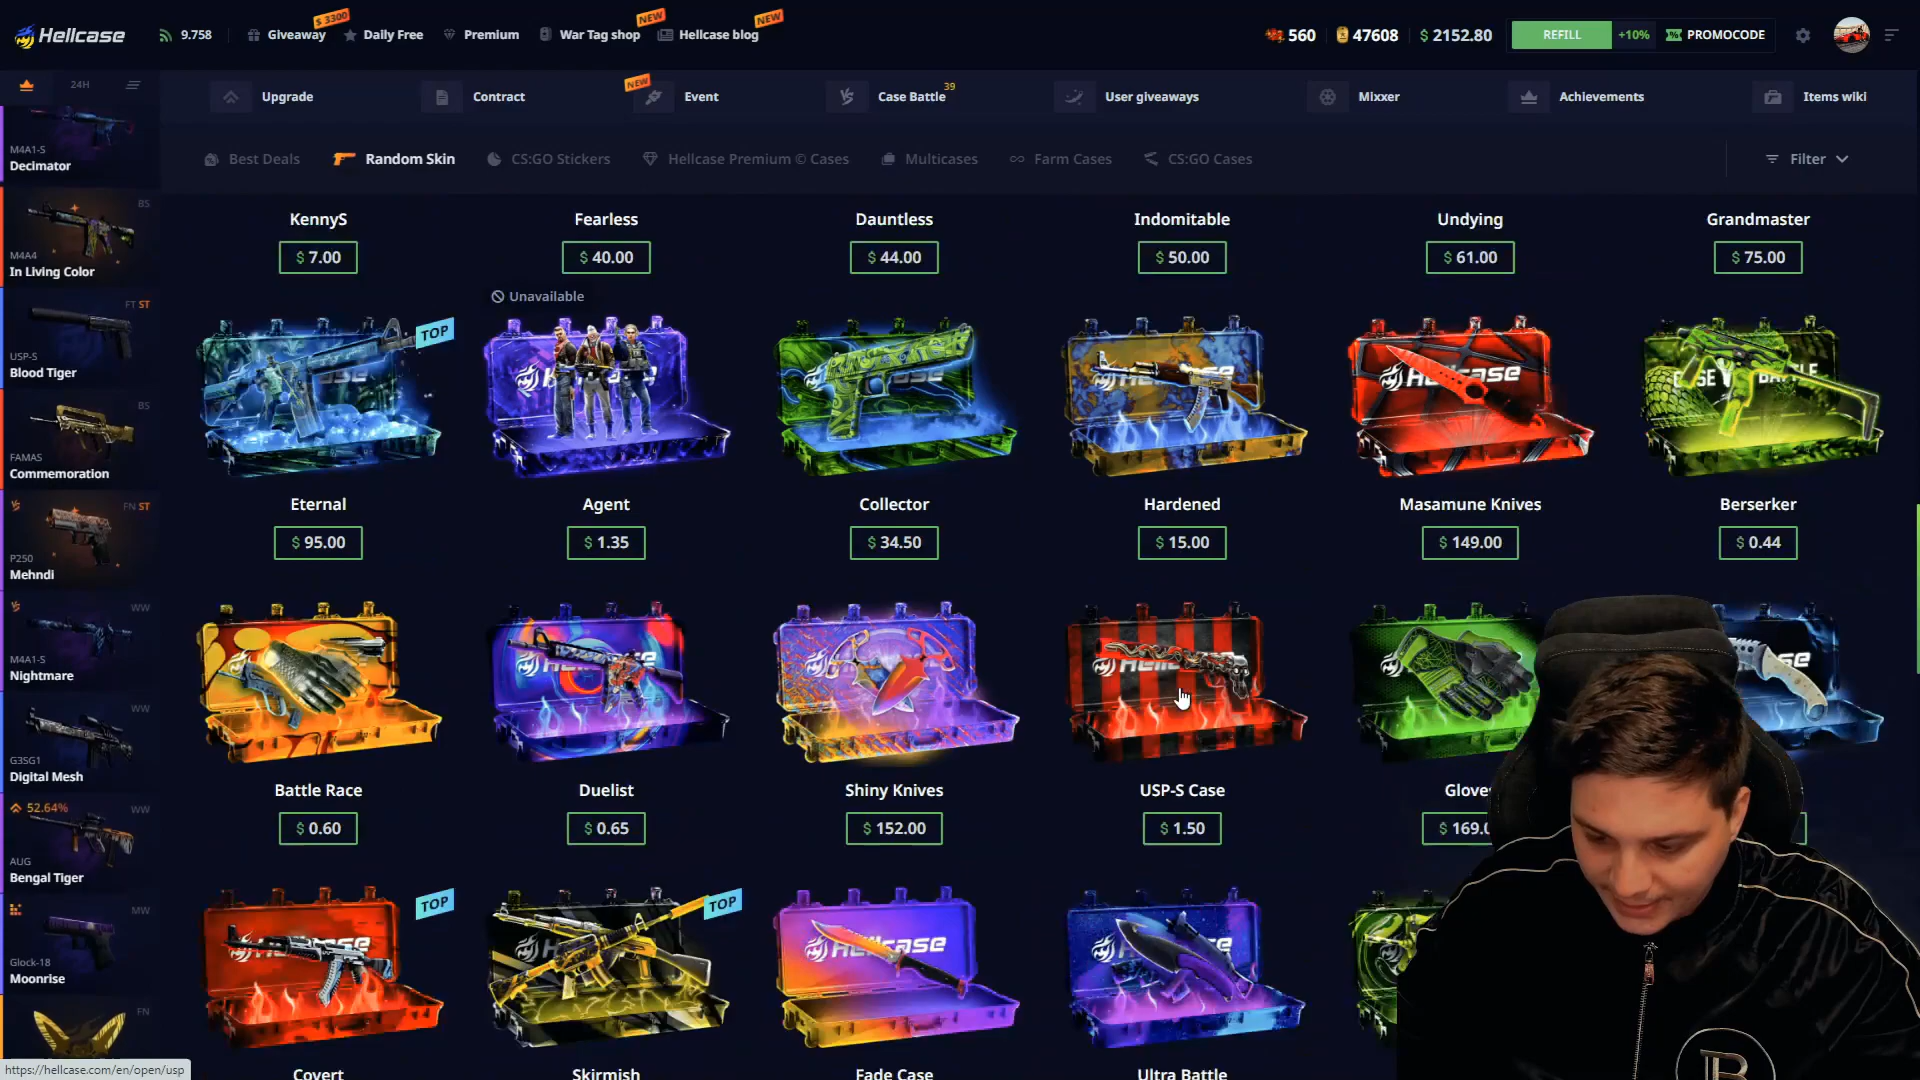 Hellcase
9.758
Giveaway
$ 3300
Daily Free
Premium
War Tag shop
NEW
Hellcase blog
NEW
560
47608
$ 2152.80
REFILL
+10%
PROMOCODE
24H
Upgrade
Contract
NEW
Event
Case Battle
39
User giveaways
Mixxer
Achievements
Items wiki
Best Deals
Random Skin
CS:GO Stickers
Hellcase Premium © Cases
Multicases
Farm Cases
CS:GO Cases
Filter
M4A1-S
Decimator
BS
M4A4
In Living Color
FT ST
USP-S
Blood Tiger
BS
FAMAS
Commemoration
FN ST
P250
Mehndi
WW
M4A1-S
Nightmare
WW
G3SG1
Digital Mesh
52.64%
WW
AUG
Bengal Tiger
MW
Glock-18
Moonrise
FN
KennyS
$ 7.00
Fearless
$ 40.00
Dauntless
$ 44.00
Indomitable
$ 50.00
Undying
$ 61.00
Grandmaster
$ 75.00
Unavailable
TOP
Eternal
$ 95.00
Agent
$ 1.35
Collector
$ 34.50
Hardened
$ 15.00
Masamune Knives
$ 149.00
Berserker
$ 0.44
Battle Race
$ 0.60
Duelist
$ 0.65
Shiny Knives
$ 152.00
USP-S Case
$ 1.50
$ 169.0
TOP
TOP
Covert
Skirmish
Fade Case
Ultra Battle
https://hellcase.com/en/open/usp